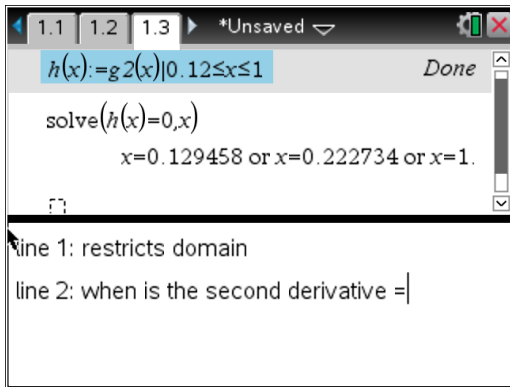 1.1 1.2 1.3 *Unsaved
h(x):=g2(x)|0.12≤x≤1 Done
solve(h(x)=0,x)
x=0.129458 or x=0.222734 or x=1.
line 1: restricts domain
line 2: when is the second derivative =